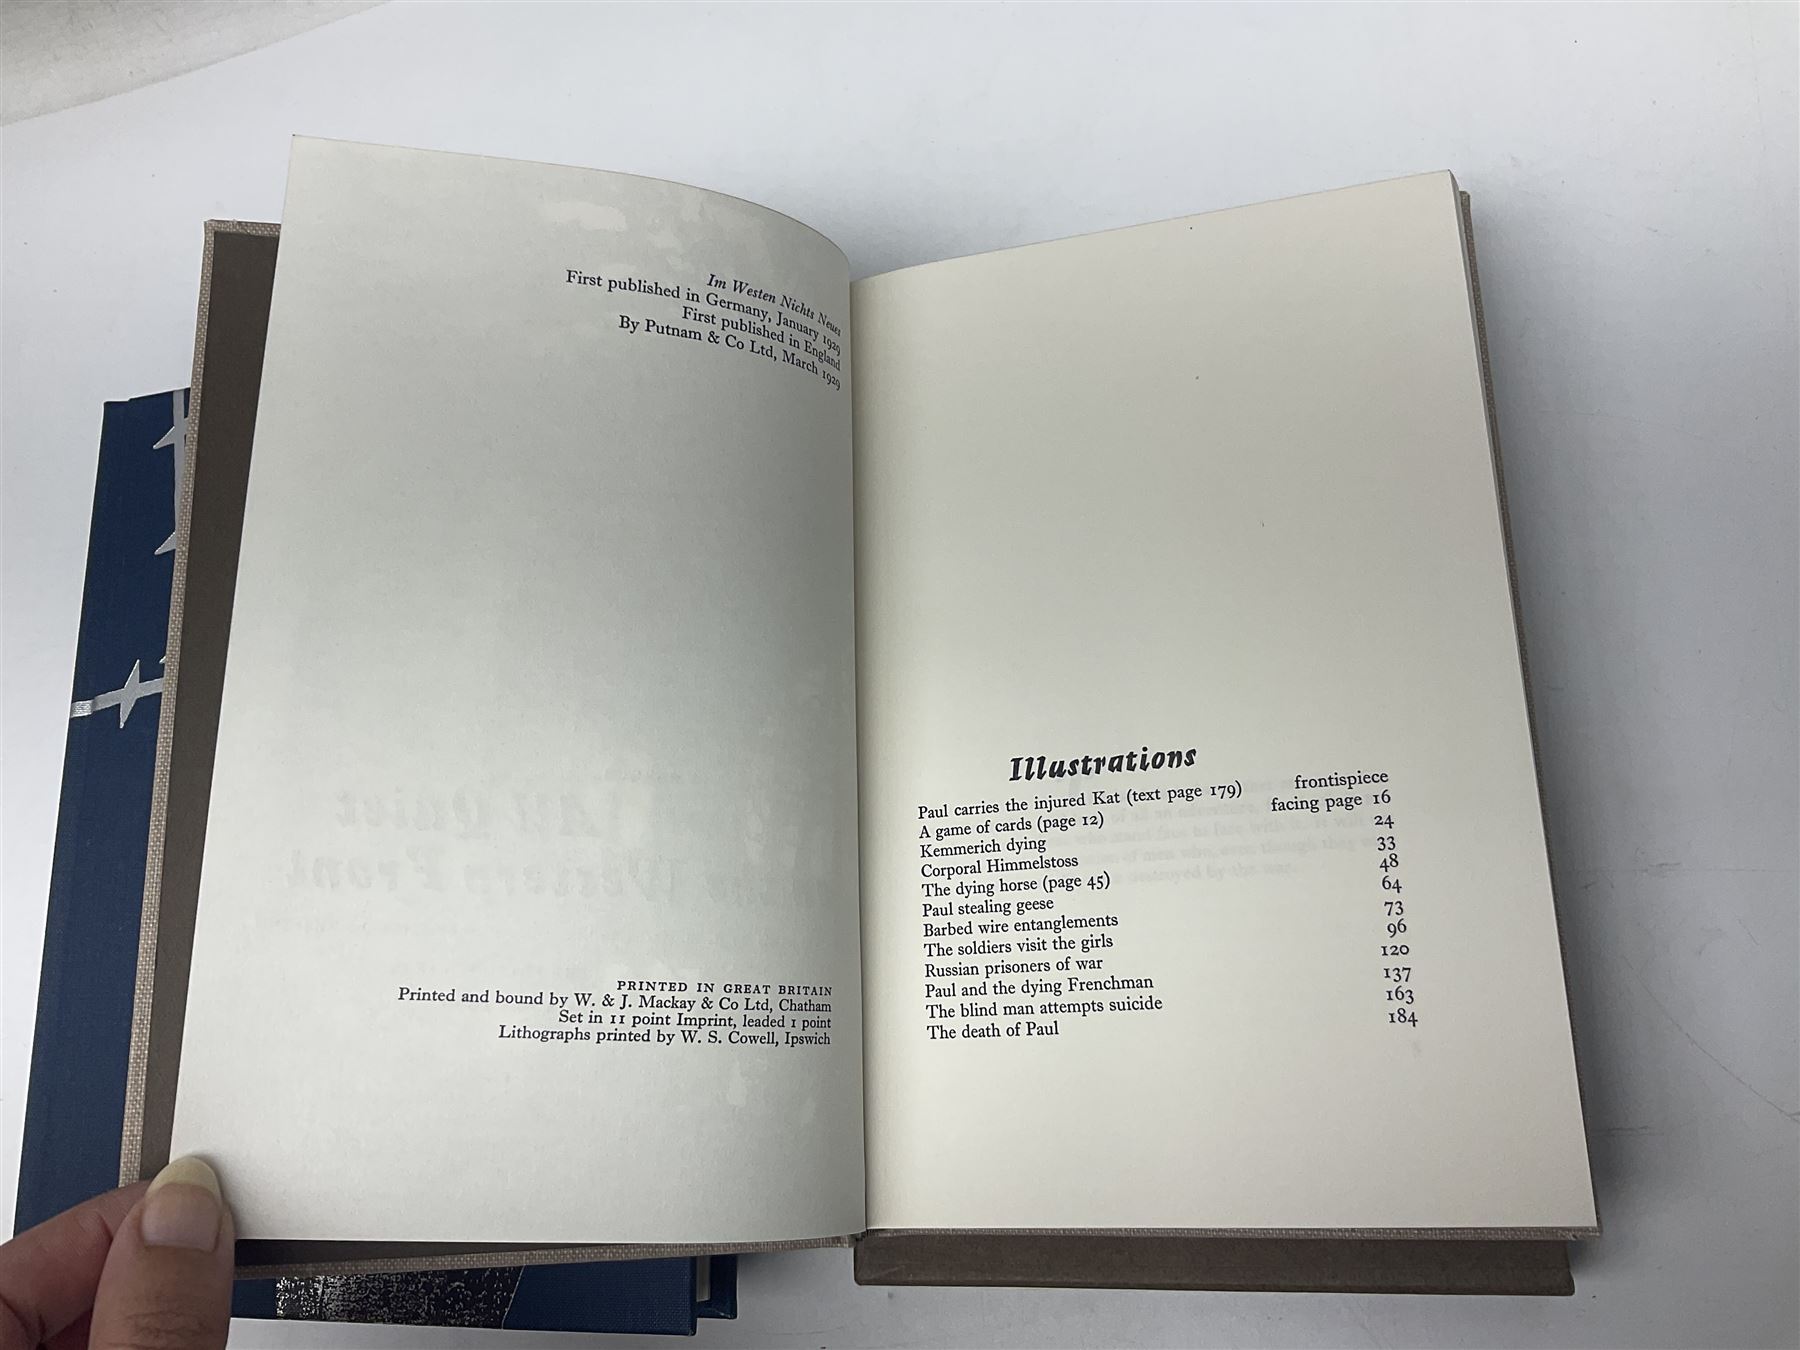 Im Westen Nichts Neues
First published in Germany, January 1929
First published in England
By Putnam & Co Ltd, March 1929
PRINTED IN GREAT BRITAIN
Printed and bound by W. & J. Mackay & Co Ltd, Chatham
Set in 11 point Imprint, leaded 1 point
Lithographs printed by W. S. Cowell, Ipswich
Illustrations
Paul carries the injured Kat (text page 179) frontispiece
A game of cards (page 12) facing page 16
Kemmerich dying 24
Corporal Himmelstoss 33
The dying horse (page 45) 48
Paul stealing geese 64
Barbed wire entanglements 73
The soldiers visit the girls 96
Russian prisoners of war 120
Paul and the dying Frenchman 137
The blind man attempts suicide 163
The death of Paul 184